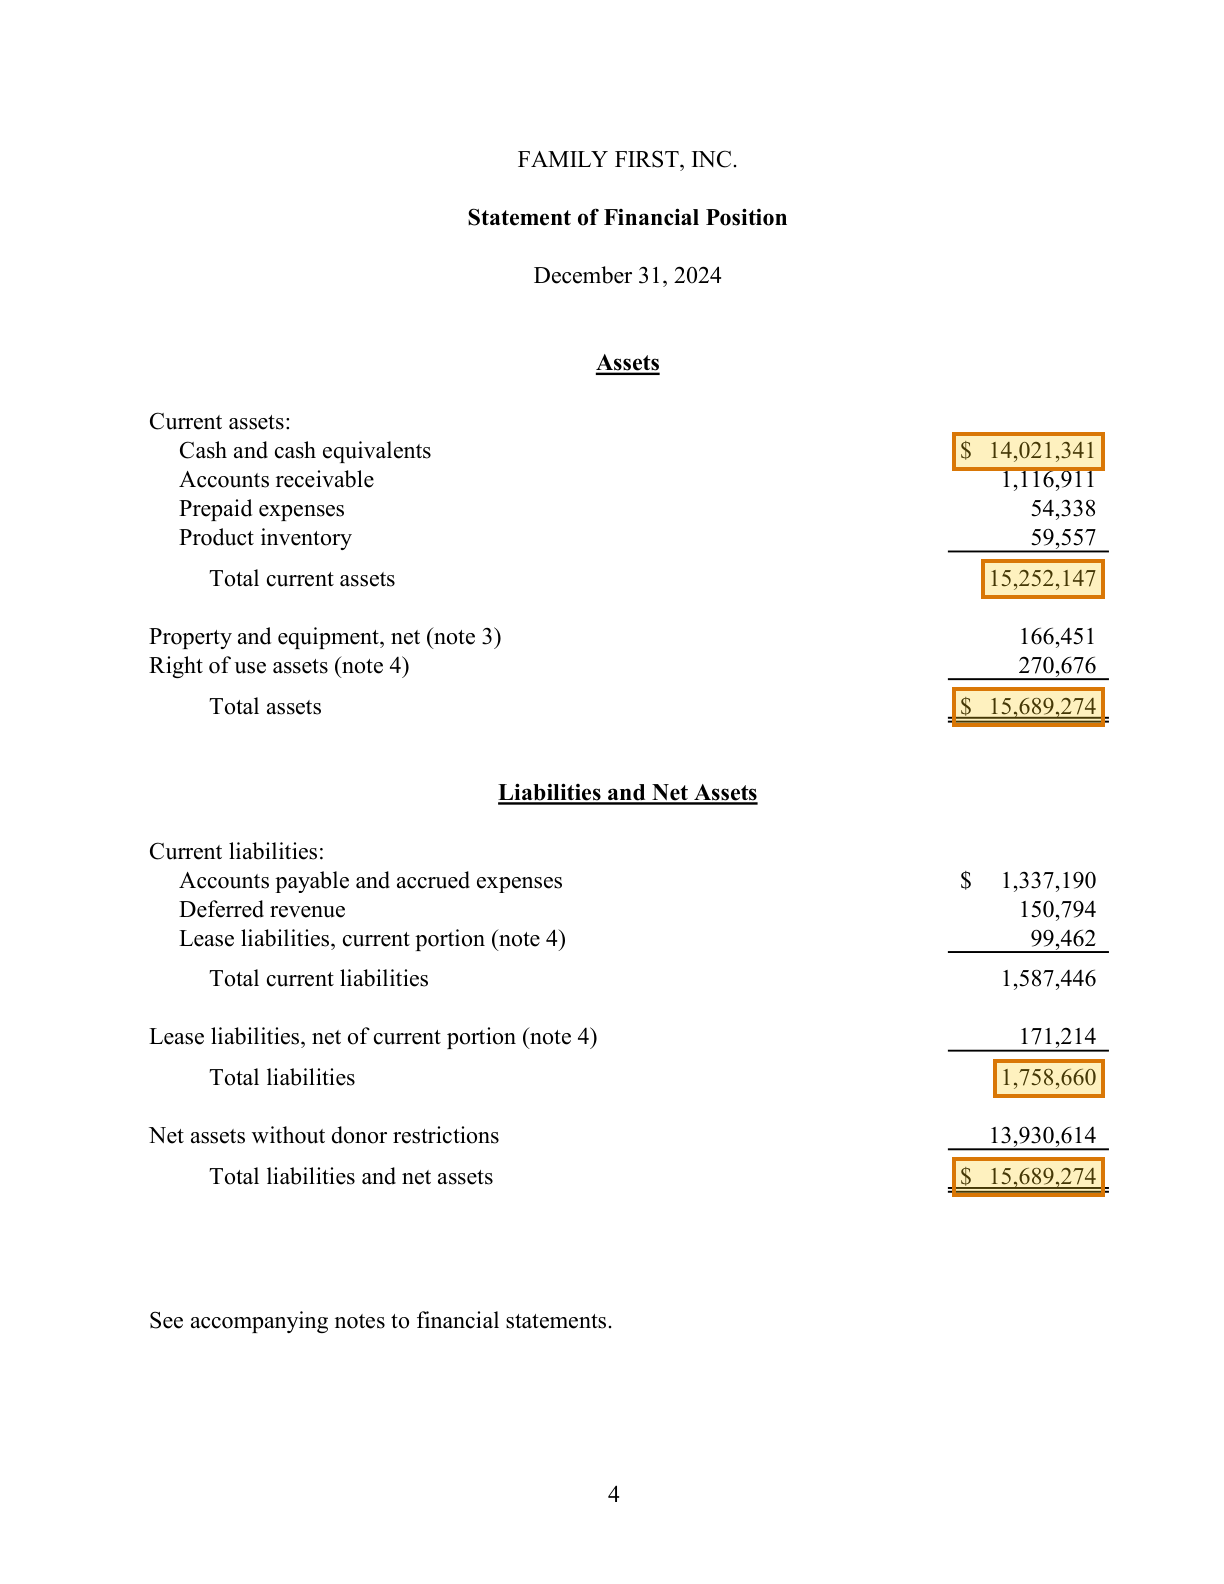 FAMILY FIRST, INC.
Statement of Financial Position
December 31, 2024
Assets
Current assets:
Cash and cash equivalents $ 14,021,341
Accounts receivable 1,116,911
Prepaid expenses 54,338
Product inventory 59,557
Total current assets 15,252,147
Property and equipment, net (note 3) 166,451
Right of use assets (note 4) 270,676
Total assets $ 15,689,274
Liabilities and Net Assets
Current liabilities:
Accounts payable and accrued expenses $ 1,337,190
Deferred revenue 150,794
Lease liabilities, current portion (note 4) 99,462
Total current liabilities 1,587,446
Lease liabilities, net of current portion (note 4) 171,214
Total liabilities 1,758,660
Net assets without donor restrictions 13,930,614
Total liabilities and net assets $ 15,689,274
See accompanying notes to financial statements.
4